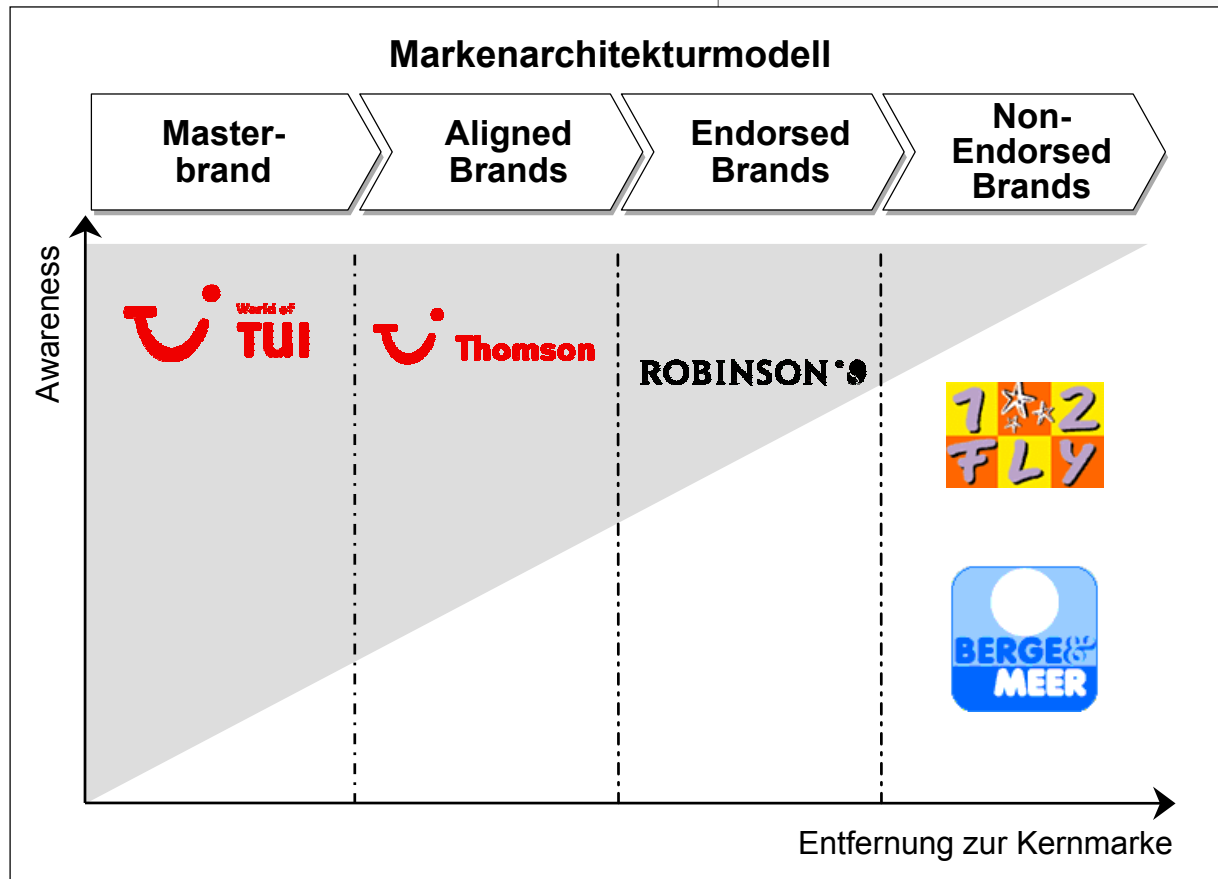 Markenarchitekturmodell
Master-
brand
Aligned
Brands
Endorsed
Brands
Non-
Endorsed
Brands
Awareness
World of
TUI
Thomson
ROBINSON
1 2
FLY
BERGE&
MEER
Entfernung zur Kernmarke